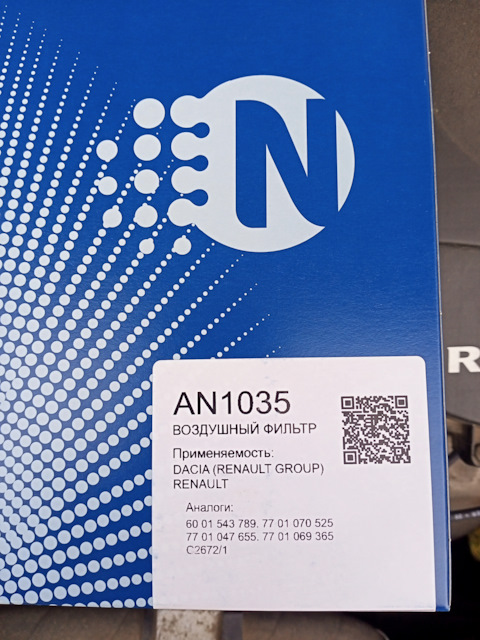 N
AN1035
ВОЗДУШНЫЙ ФИЛЬТР
Применяемость:
DACIA (RENAULT GROUP)
RENAULT
Аналоги:
60 01 543 789. 77 01 070 525
77 01 047 655. 77 01 069 365
C2672/1
R